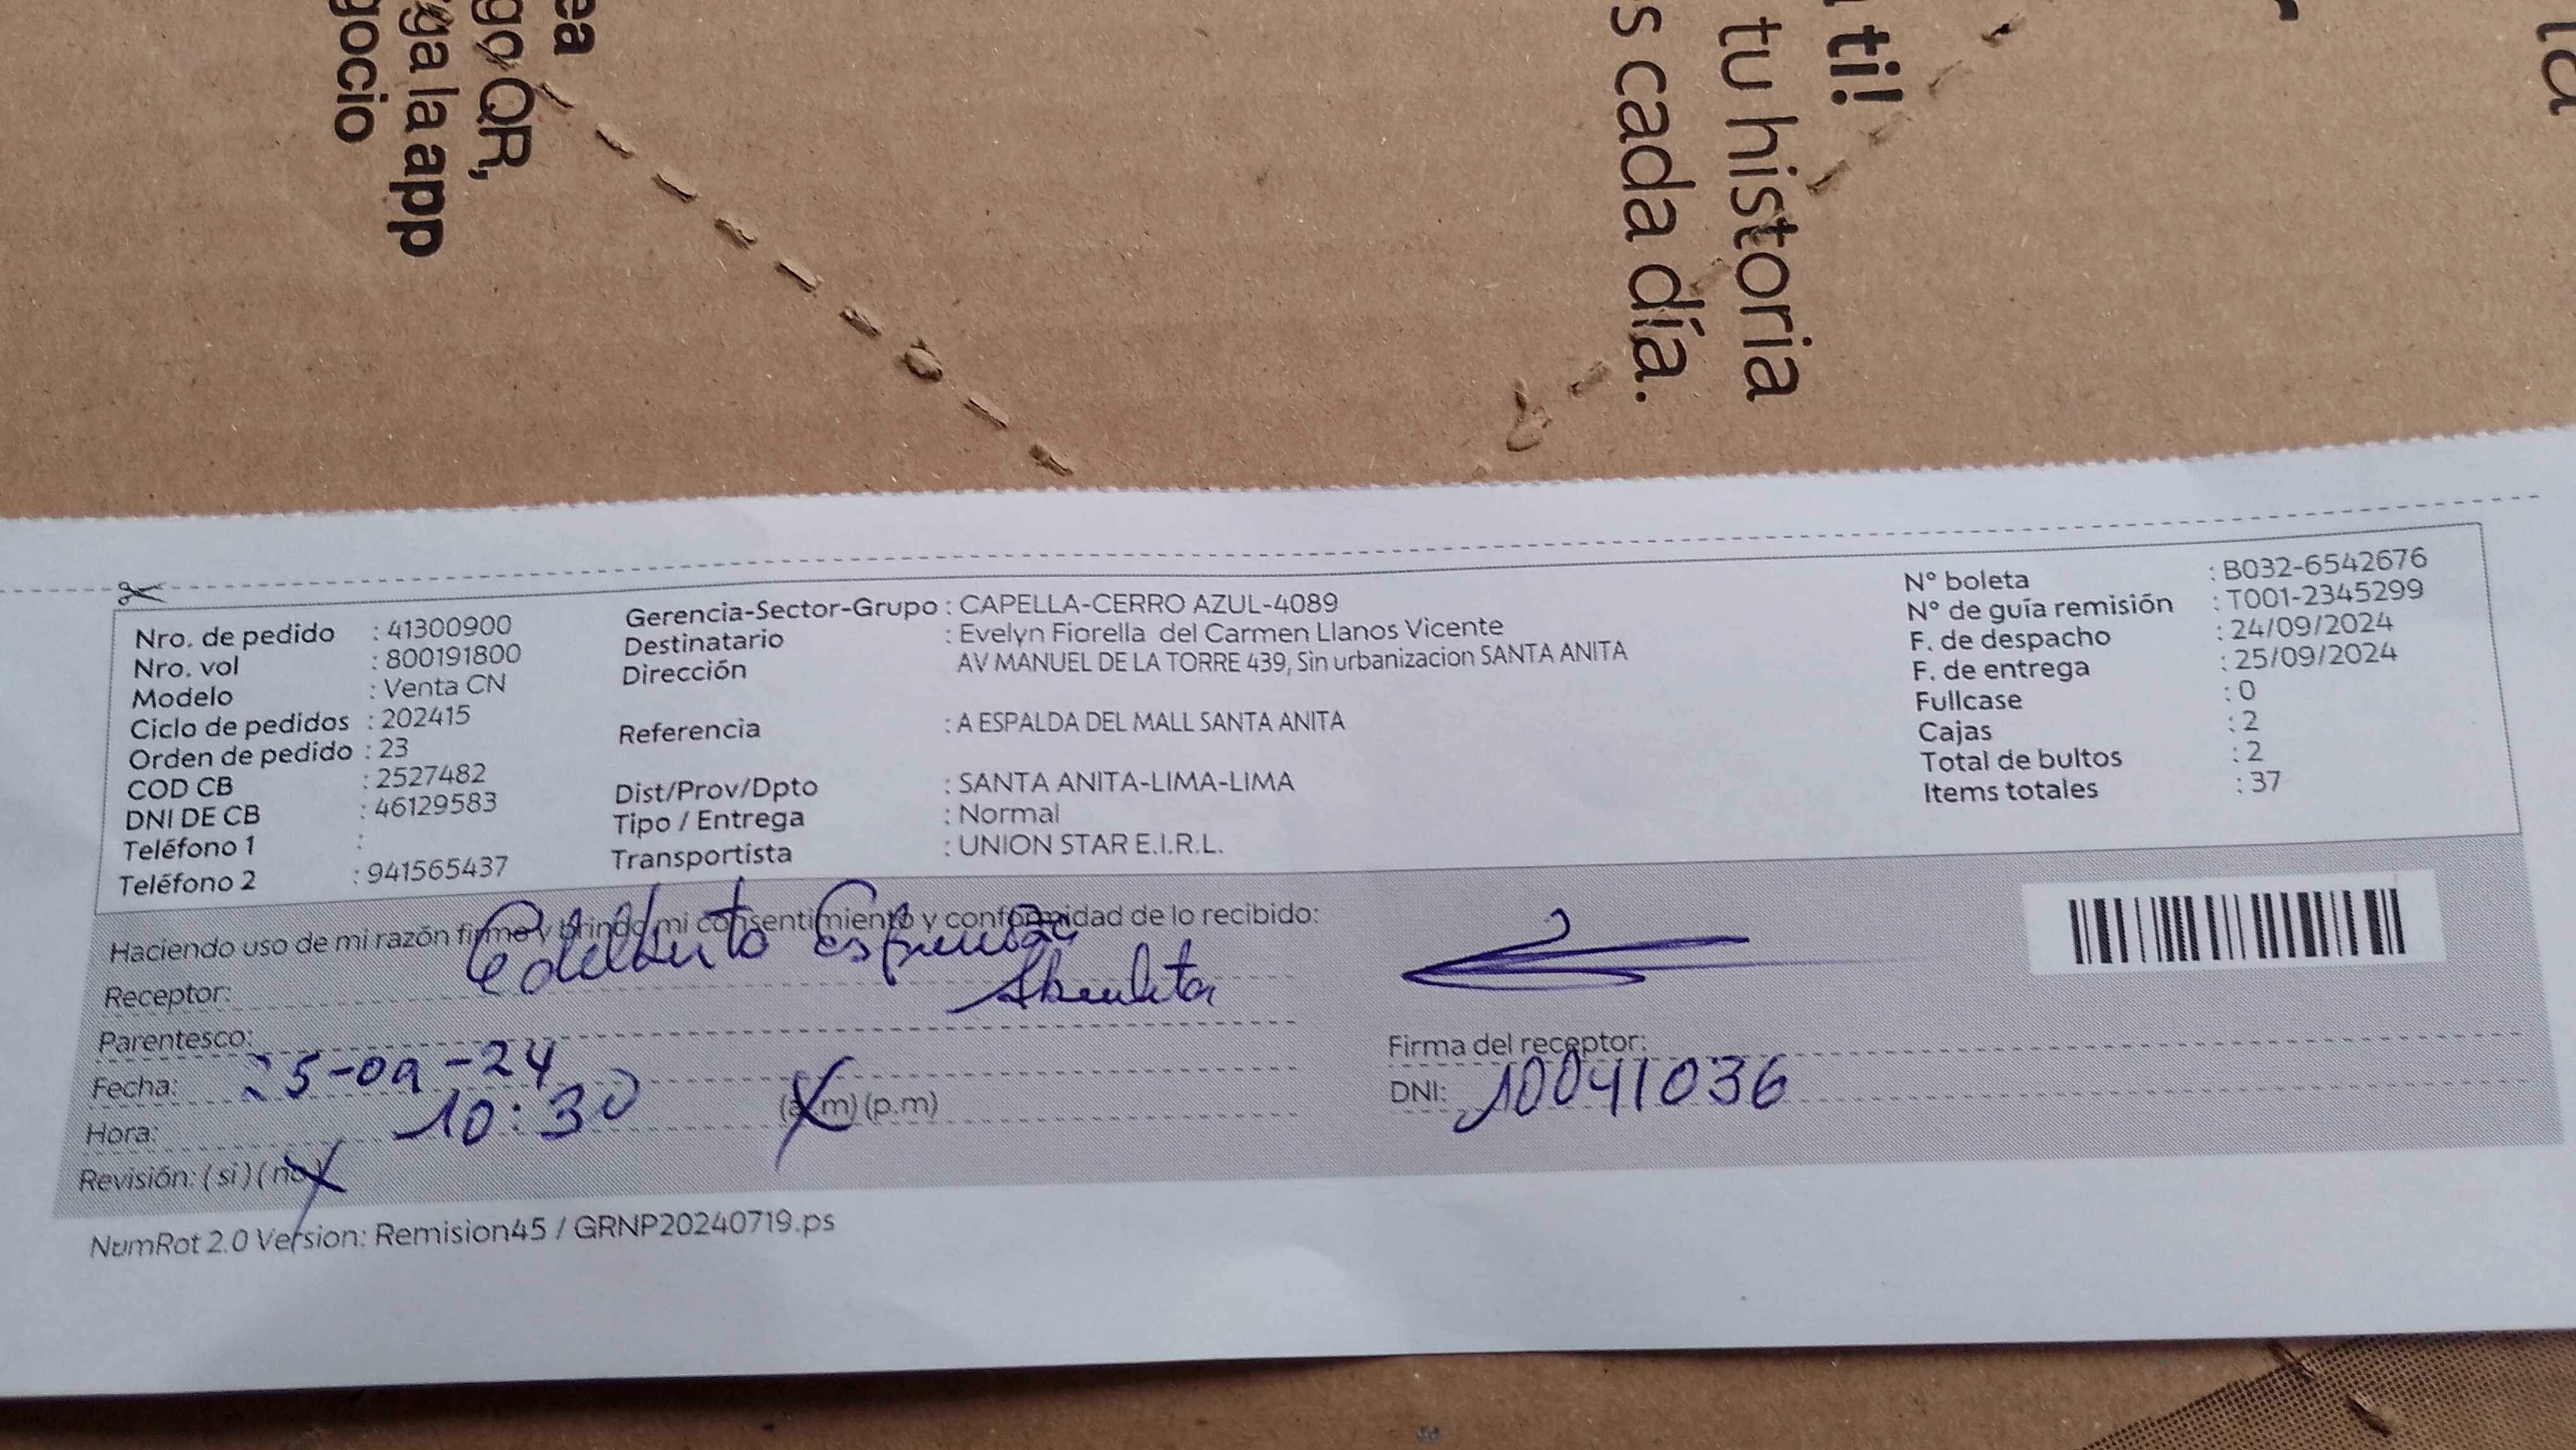 ea
go QR,
ga la app
gocio
ti!
tu historia
s cada día.
Nro. de pedido : 41300900
Nro. vol : 800191800
Modelo : Venta CN
Ciclo de pedidos : 202415
Orden de pedido : 23
COD CB : 2527482
DNI DE CB : 46129583
Teléfono 1 :
Teléfono 2 : 941565437
Gerencia-Sector-Grupo : CAPELLA-CERRO AZUL-4089
Destinatario : Evelyn Fiorella del Carmen Llanos Vicente
Dirección AV MANUEL DE LA TORRE 439, Sin urbanizacion SANTA ANITA
Referencia : A ESPALDA DEL MALL SANTA ANITA
Dist/Prov/Dpto : SANTA ANITA-LIMA-LIMA
Tipo / Entrega : Normal
Transportista : UNION STAR E.I.R.L.
N° boleta : B032-6542676
N° de guía remisión : T001-2345299
F. de despacho : 24/09/2024
F. de entrega : 25/09/2024
Fullcase : 0
Cajas : 2
Total de bultos : 2
Items totales : 37
Haciendo uso de mi razón firmo y brindo mi consentimiento y conformidad de lo recibido:
Receptor: Edilberto
Parentesco:
Fecha: 25-09-24
Hora: 10:30 (a.m) (p.m)
Revisión: (si) (no)
Firma del receptor:
DNI: 10041036
NumRot 2.0 Version: Remision45 / GRNP20240719.ps